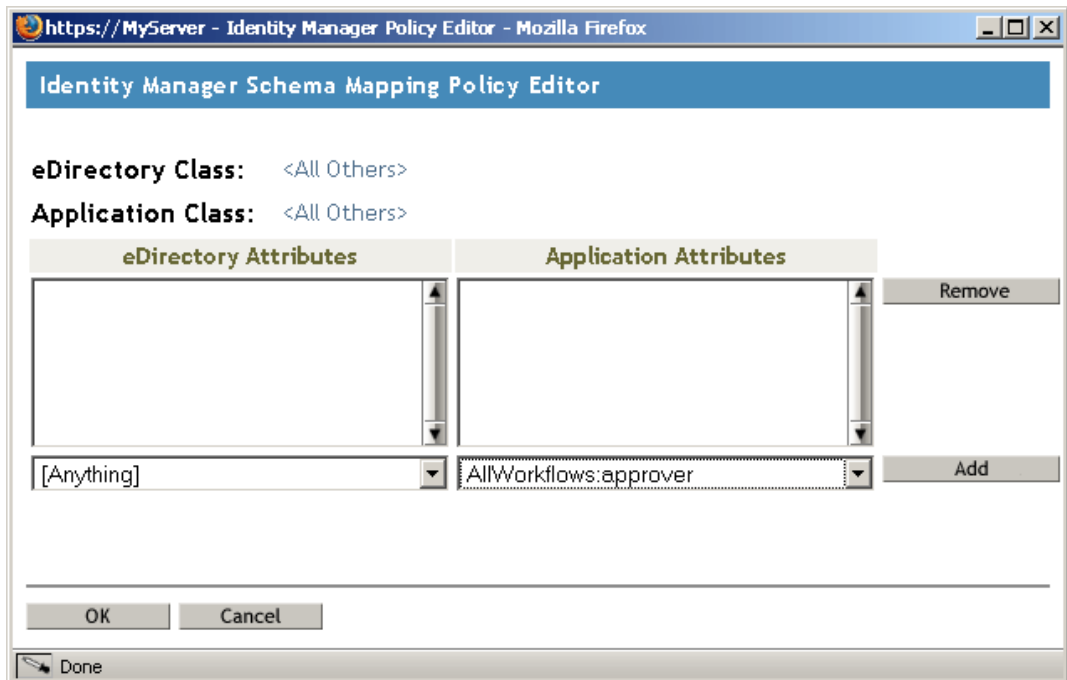 https://MyServer - Identity Manager Policy Editor - Mozilla Firefox
Identity Manager Schema Mapping Policy Editor
eDirectory Class: <All Others>
Application Class: <All Others>
eDirectory Attributes Application Attributes
Remove
[Anything] AllWorkflows:approver Add
OK Cancel
Done